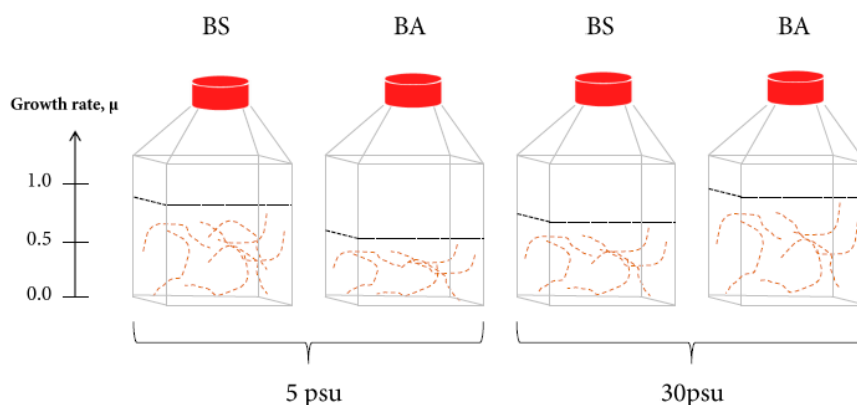 BS BA BS BA
Growth rate, μ
1.0
0.5
0.0
5 psu 30psu